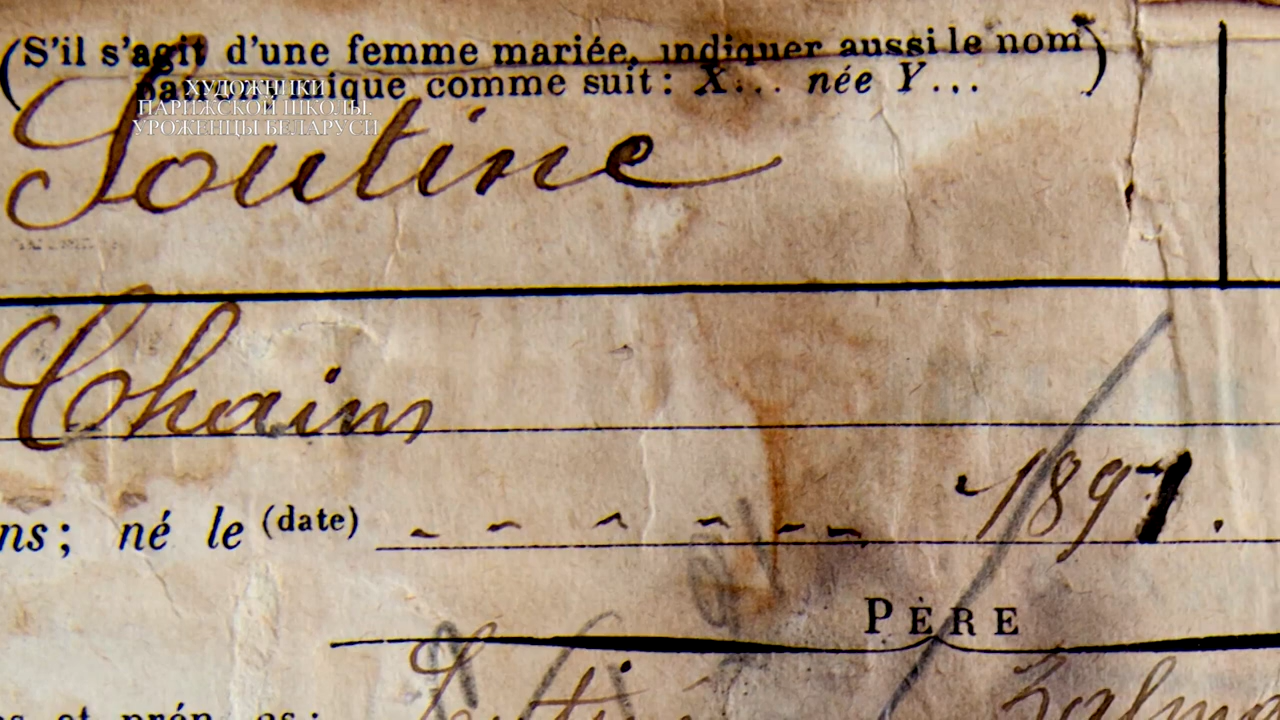 (S'il s'agit d'une femme mariée, indiquer aussi le nom
patronymique comme suit : X... née Y...)
ХУДОЖНИКИ
ПАРИЖСКОЙ ШКОЛЫ.
УРОЖЕНЦЫ БЕЛАРУСИ
Soutine
Chaim
ns ; né le (date) - - - - - - 1897.
PÈRE